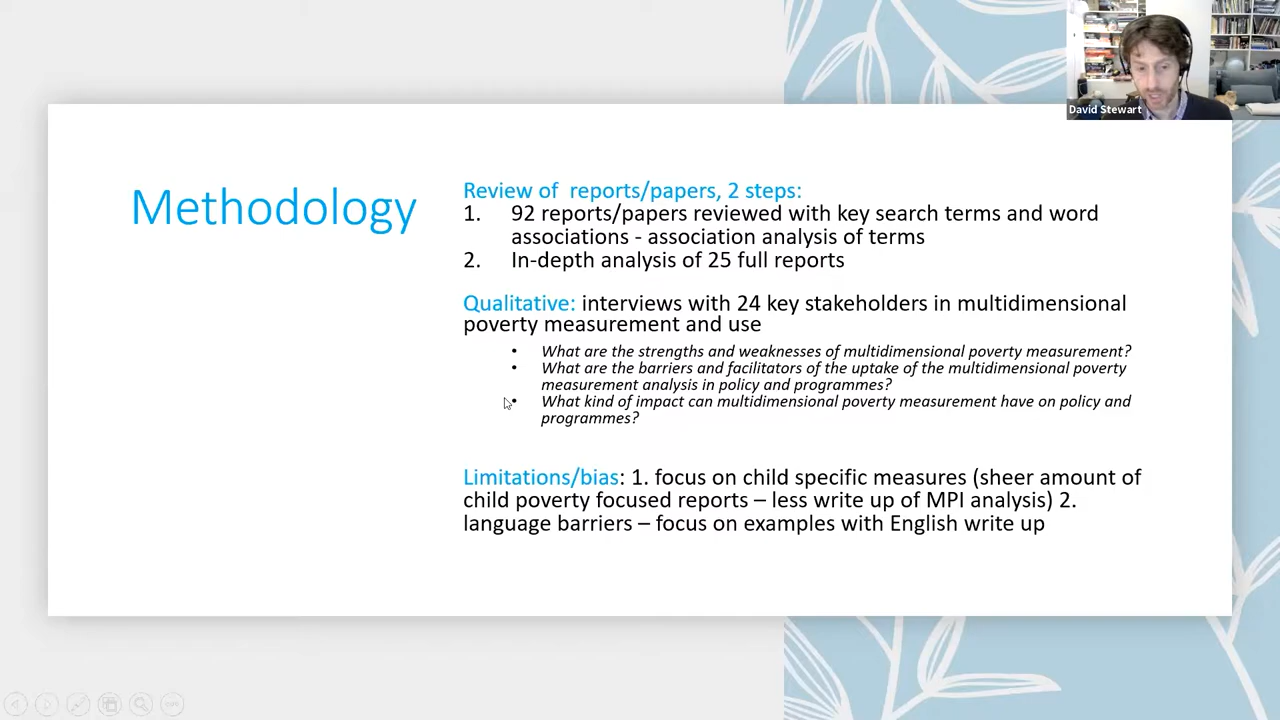 David Stewart
Methodology
Review of  reports/papers, 2 steps:
1. 92 reports/papers reviewed with key search terms and word
associations - association analysis of terms
2. In-depth analysis of 25 full reports
Qualitative: interviews with 24 key stakeholders in multidimensional
poverty measurement and use
• What are the strengths and weaknesses of multidimensional poverty measurement?
• What are the barriers and facilitators of the uptake of the multidimensional poverty
measurement analysis in policy and programmes?
• What kind of impact can multidimensional poverty measurement have on policy and
programmes?
Limitations/bias: 1. focus on child specific measures (sheer amount of
child poverty focused reports – less write up of MPI analysis) 2.
language barriers – focus on examples with English write up